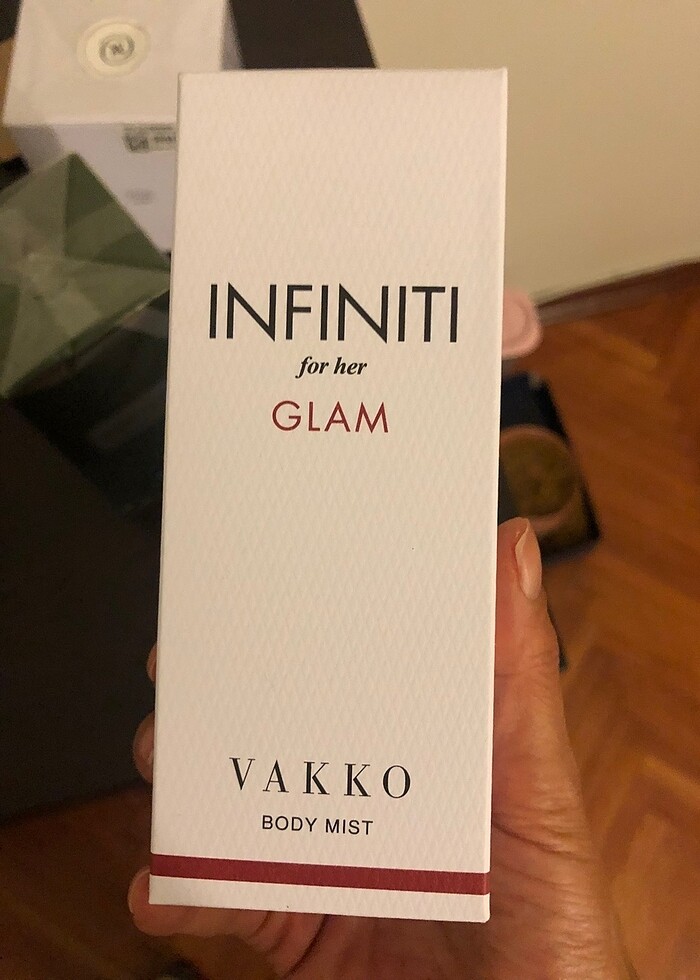 INFINITI
for her
GLAM
VAKKO
BODY MIST